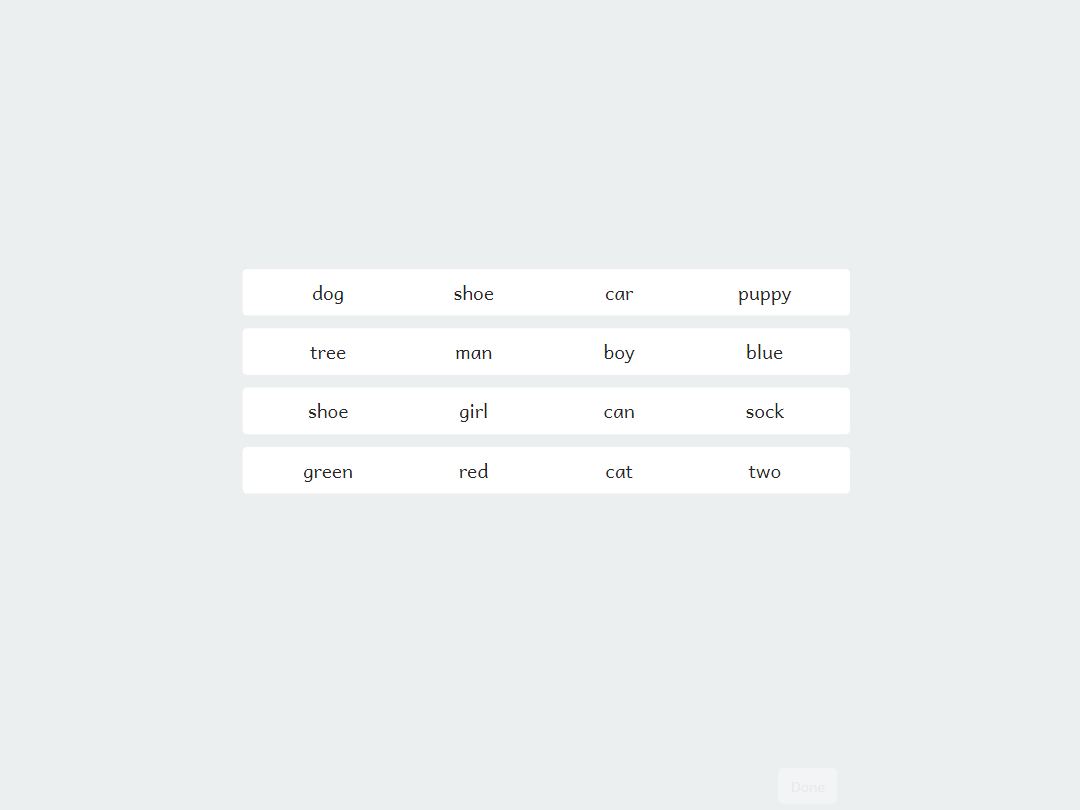 dog shoe car puppy
tree man boy blue
shoe girl can sock
green red cat two
Done